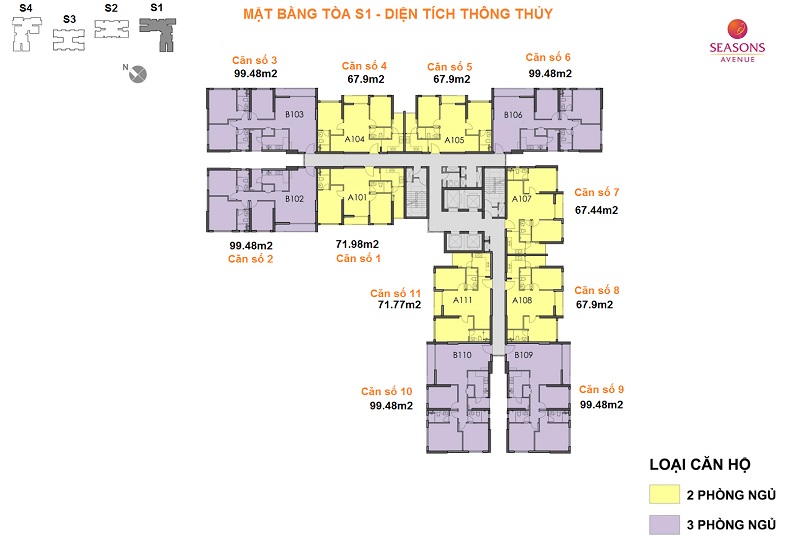 MẶT BẰNG TÒA S1 - DIỆN TÍCH THÔNG THỦY
S4
S3
S2
S1
N
SEASONS
AVENUE
Căn số 3
99.48m2
Căn số 4
67.9m2
Căn số 5
67.9m2
Căn số 6
99.48m2
B103
A104
A105
B106
B102
A101
A107
Căn số 7
67.44m2
99.48m2
Căn số 2
71.98m2
Căn số 1
Căn số 11
71.77m2
A111
A108
Căn số 8
67.9m2
B110
B109
Căn số 10
99.48m2
Căn số 9
99.48m2
LOẠI CĂN HỘ
2 PHÒNG NGỦ
3 PHÒNG NGỦ